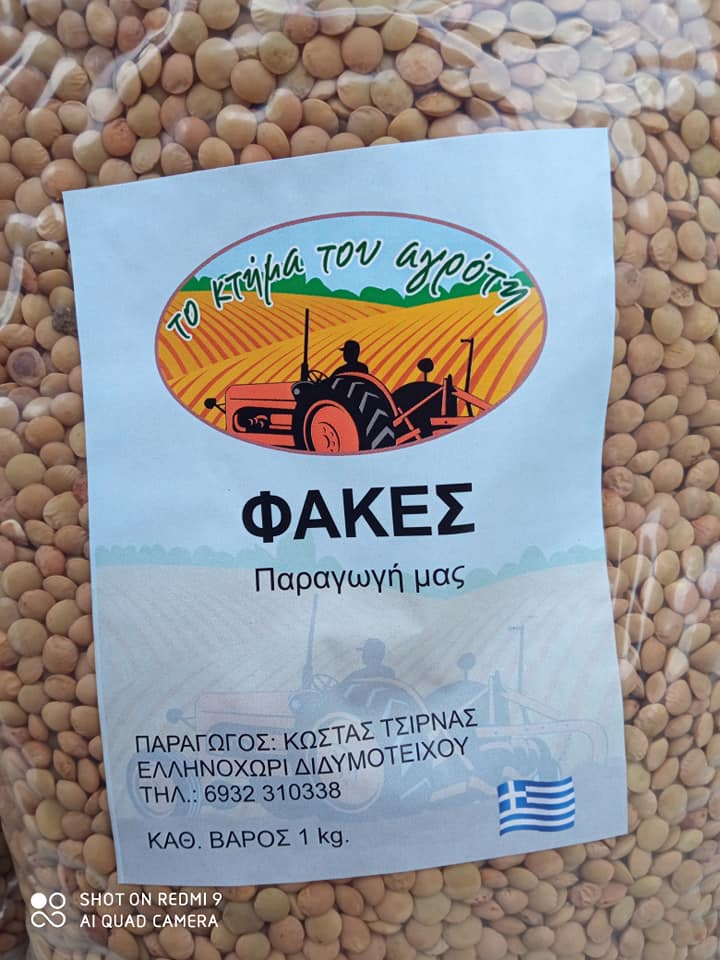 το κτήμα του αγρότη
ΦΑΚΕΣ
Παραγωγή μας
ΠΑΡΑΓΩΓΟΣ: ΚΩΣΤΑΣ ΤΣΙΡΝΑΣ
ΕΛΛΗΝΟΧΩΡΙ ΔΙΔΥΜΟΤΕΙΧΟΥ
ΤΗΛ.: 6932 310338
ΚΑΘ. ΒΑΡΟΣ 1 kg.
SHOT ON REDMI 9
AI QUAD CAMERA